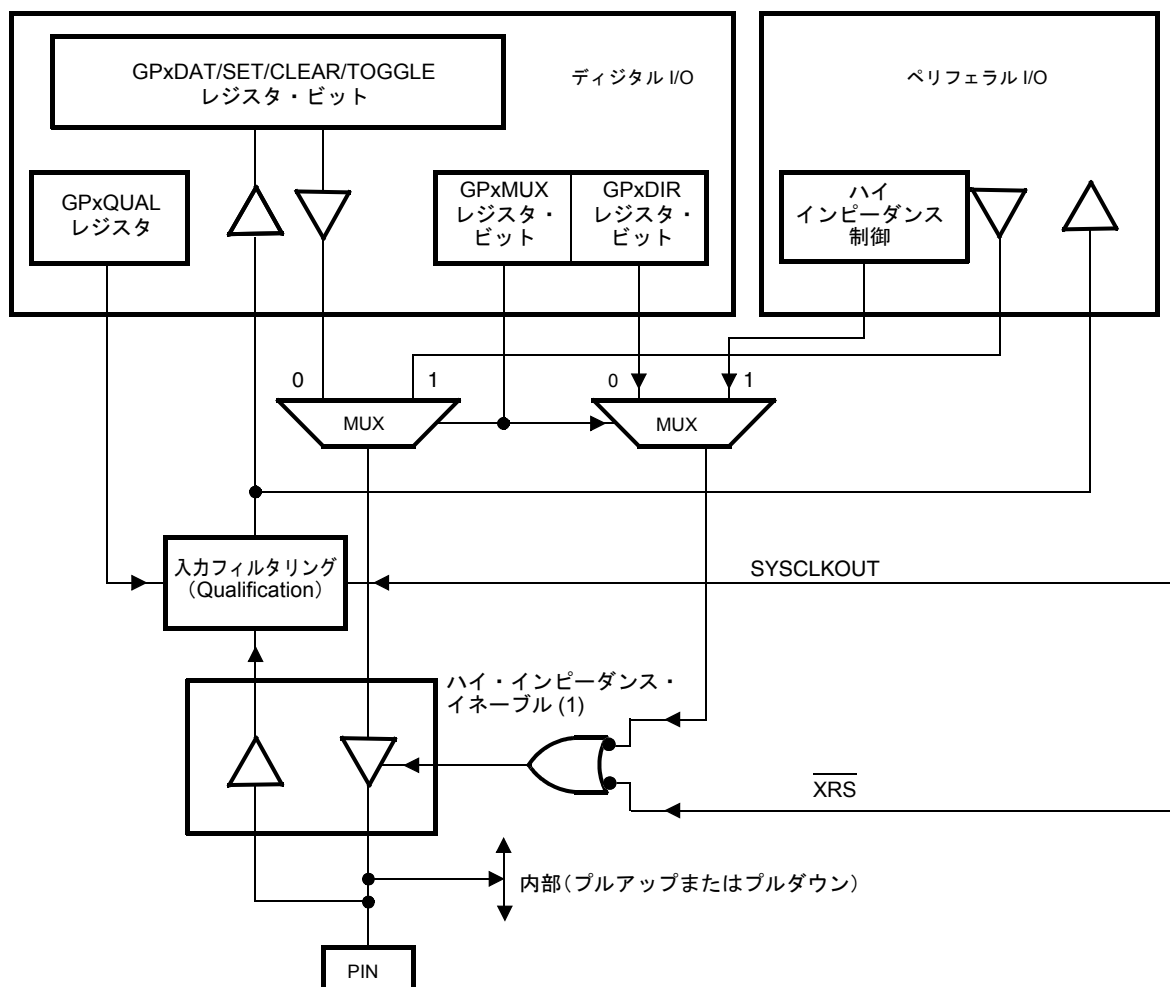 GPxDAT/SET/CLEAR/TOGGLE
レジスタ・ビット
ディジタル I/O
ペリフェラル I/O
GPxQUAL
レジスタ
GPxMUX
レジスタ・
ビット
GPxDIR
レジスタ・
ビット
ハイ
インピーダンス
制御
0
1
0
1
MUX
MUX
入力フィルタリング
（Qualification）
SYSCLKOUT
ハイ・インピーダンス・
イネーブル (1)
XRS
内部（プルアップまたはプルダウン）
PIN